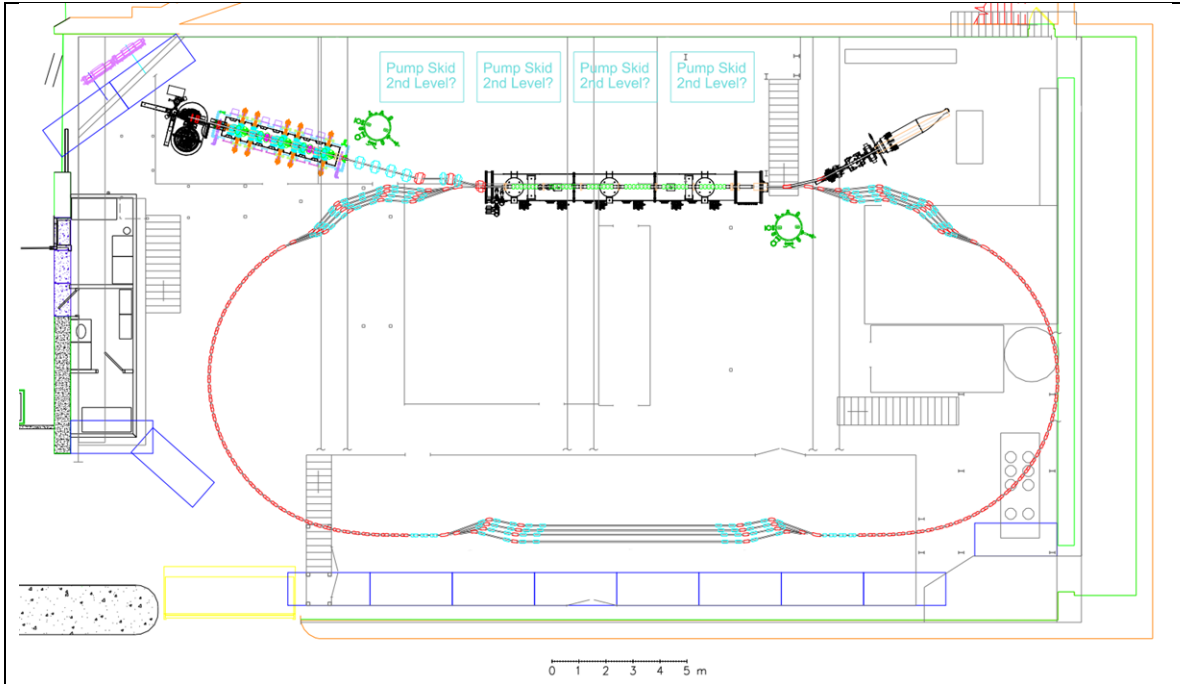 Pump Skid Pump Skid Pump Skid Pump Skid
2nd Level? 2nd Level? 2nd Level? 2nd Level?
0 1 2 3 4 5 m